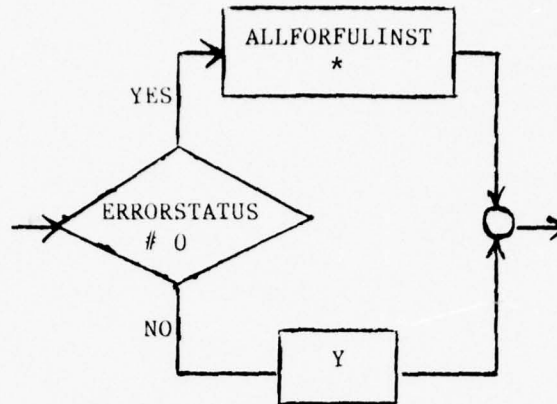 ALLFORFULINST
*
YES
ERRORSTATUS
# 0
NO
Y